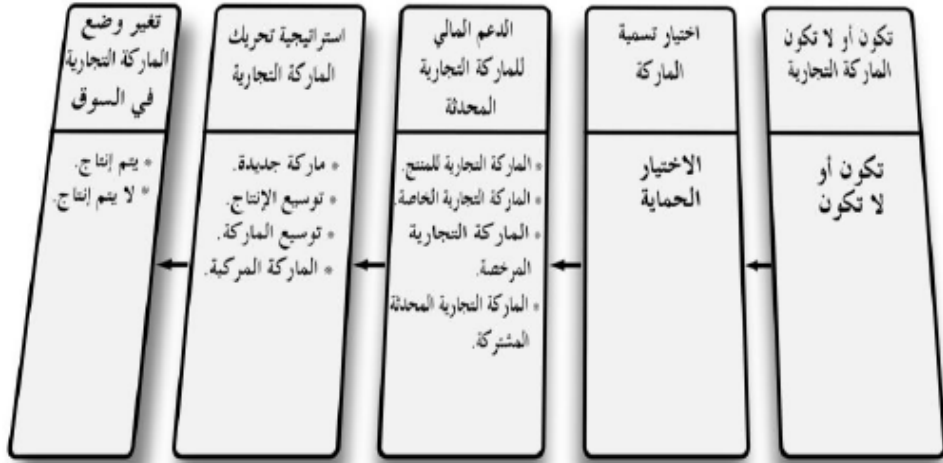 تكون أو لا تكون
الماركة التجارية
تكون أو
لا تكون
اختيار تسمية
الماركة
الاختيار
الحماية
الدعم المالي
للماركة التجارية
المحدثة
* الماركة التجارية للمنتج.
* الماركة التجارية الخاصة.
* الماركة التجارية
المرخصة.
* الماركة التجارية المحدثة
المشتركة.
استراتيجية تحريك
الماركة التجارية
* ماركة جديدة.
* توسيع الإنتاج.
* توسيع الماركة.
* الماركة المركبة.
تغير وضع
الماركة التجارية
في السوق
* يتم إنتاج.
* لا يتم إنتاج.